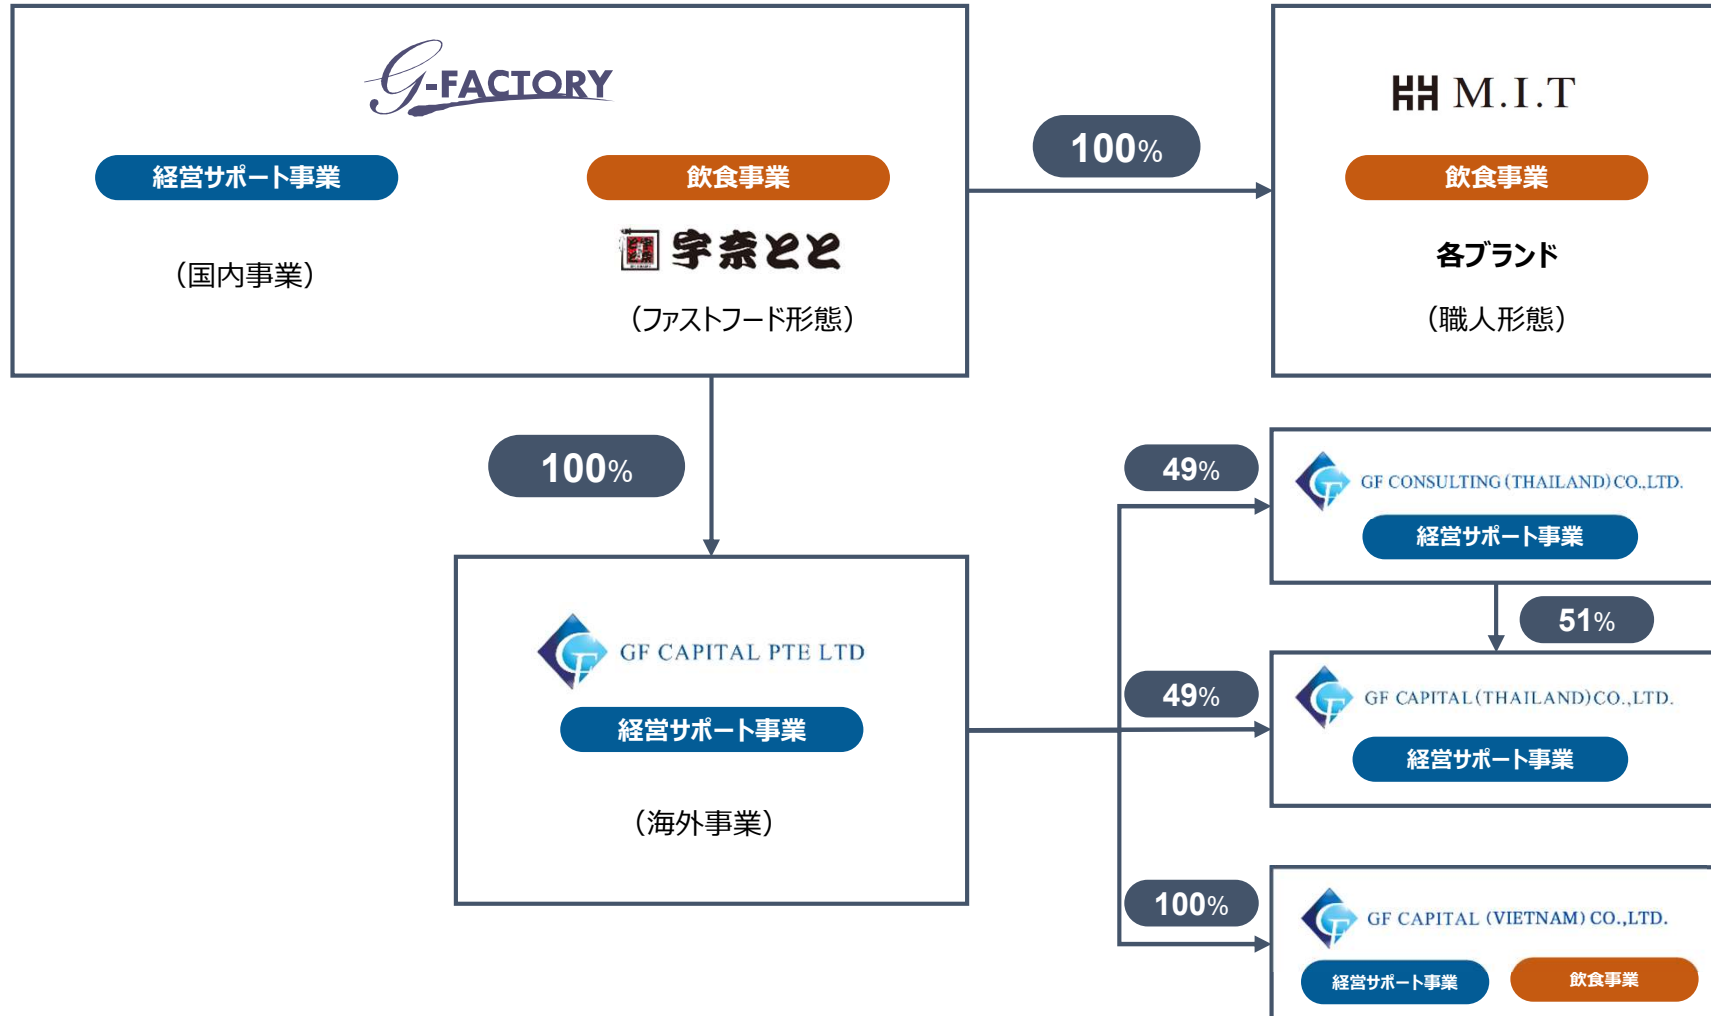 G-FACTORY
経営サポート事業
飲食事業
宇奈とと
（国内事業）
（ファストフード形態）
100%
M.I.T
飲食事業
各ブランド
（職人形態）
100%
GF CAPITAL PTE LTD
経営サポート事業
（海外事業）
49%
GF CONSULTING (THAILAND) CO.,LTD.
経営サポート事業
51%
49%
GF CAPITAL (THAILAND) CO.,LTD.
経営サポート事業
100%
GF CAPITAL (VIETNAM) CO.,LTD.
経営サポート事業
飲食事業